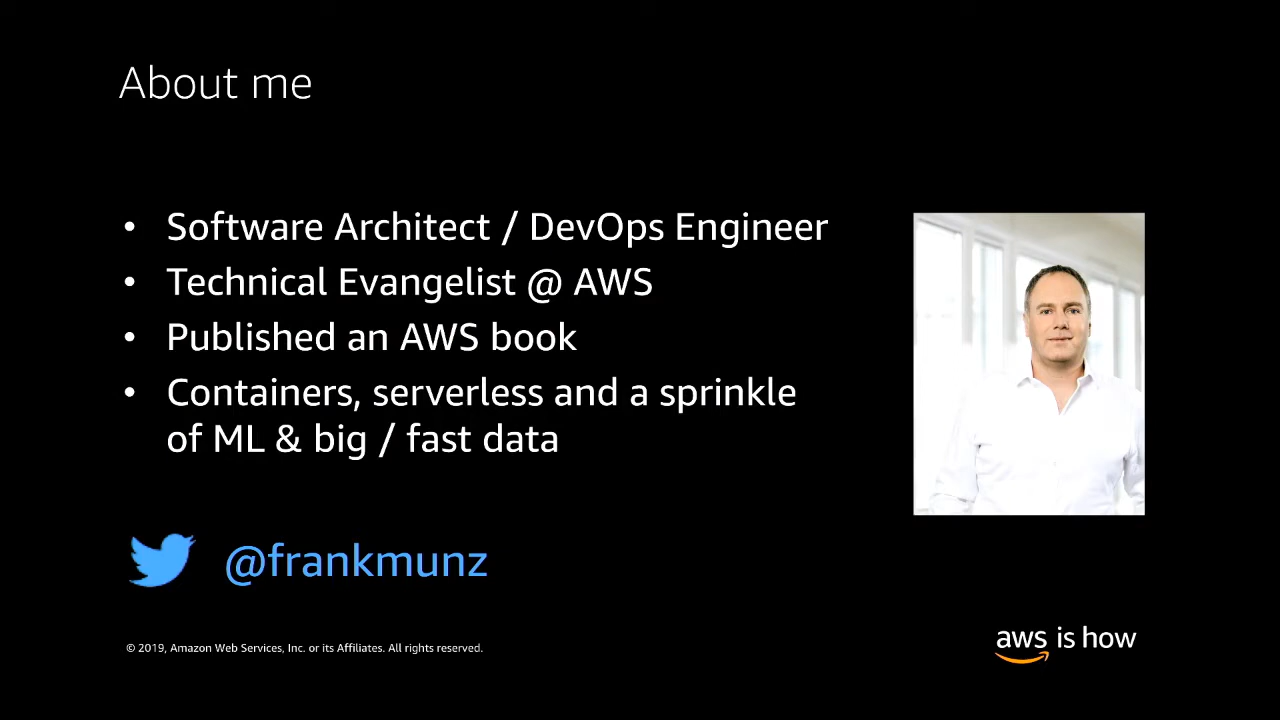 About me
• Software Architect / DevOps Engineer
• Technical Evangelist @ AWS
• Published an AWS book
• Containers, serverless and a sprinkle
of ML & big / fast data
@frankmunz
© 2019, Amazon Web Services, Inc. or its Affiliates. All rights reserved.
aws is how